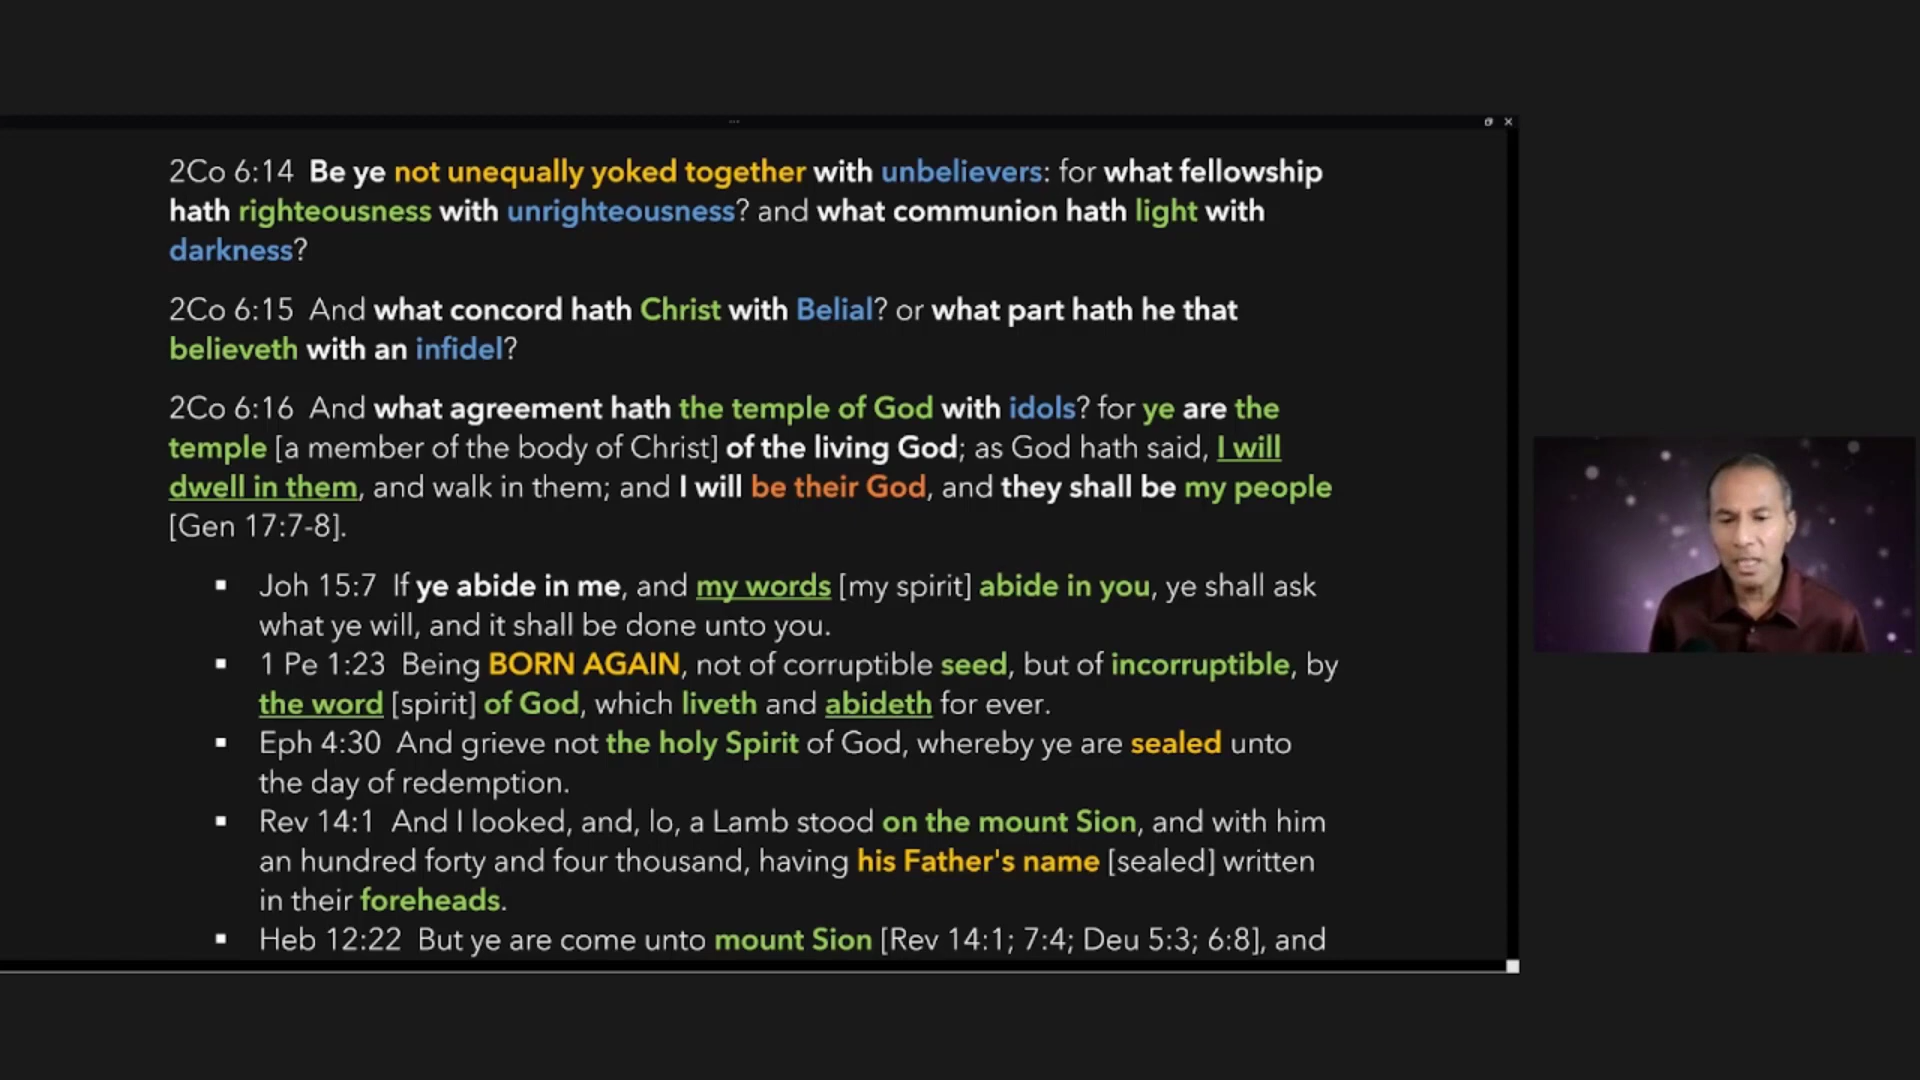 2Co 6:14 Be ye not unequally yoked together with unbelievers: for what fellowship
hath righteousness with unrighteousness? and what communion hath light with
darkness?
2Co 6:15 And what concord hath Christ with Belial? or what part hath he that
believeth with an infidel?
2Co 6:16 And what agreement hath the temple of God with idols? for ye are the
temple [a member of the body of Christ] of the living God; as God hath said, I will
dwell in them, and walk in them; and I will be their God, and they shall be my people
[Gen 17:7-8].
▪ Joh 15:7 If ye abide in me, and my words [my spirit] abide in you, ye shall ask
what ye will, and it shall be done unto you.
▪ 1 Pe 1:23 Being BORN AGAIN, not of corruptible seed, but of incorruptible, by
the word [spirit] of God, which liveth and abideth for ever.
▪ Eph 4:30 And grieve not the holy Spirit of God, whereby ye are sealed unto
the day of redemption.
▪ Rev 14:1 And I looked, and, lo, a Lamb stood on the mount Sion, and with him
an hundred forty and four thousand, having his Father's name [sealed] written
in their foreheads.
▪ Heb 12:22 But ye are come unto mount Sion [Rev 14:1; 7:4; Deu 5:3; 6:8], and